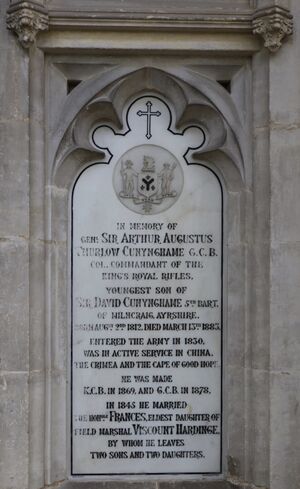 IN MEMORY OF
GENL SIR ARTHUR AUGUSTUS
THURLOW CUNYNGHAME G.C.B.
COL. COMMANDANT OF THE
KING'S ROYAL RIFLES.
YOUNGEST SON OF
SIR DAVID CUNYNGHAME 5TH BART,
OF MILNCRAIG, AYRSHIRE.
BORN AUGST 2ND 1812, DIED MARCH 13TH 1883.
ENTERED THE ARMY IN 1830,
WAS IN ACTIVE SERVICE IN CHINA,
THE CRIMEA AND THE CAPE OF GOOD HOPE.
HE WAS MADE
K.C.B. IN 1869, AND G.C.B. IN 1878.
IN 1845 HE MARRIED
THE HONBLE FRANCES, ELDEST DAUGHTER OF
FIELD MARSHAL VISCOUNT HARDINGE,
BY WHOM HE LEAVES
TWO SONS AND TWO DAUGHTERS.